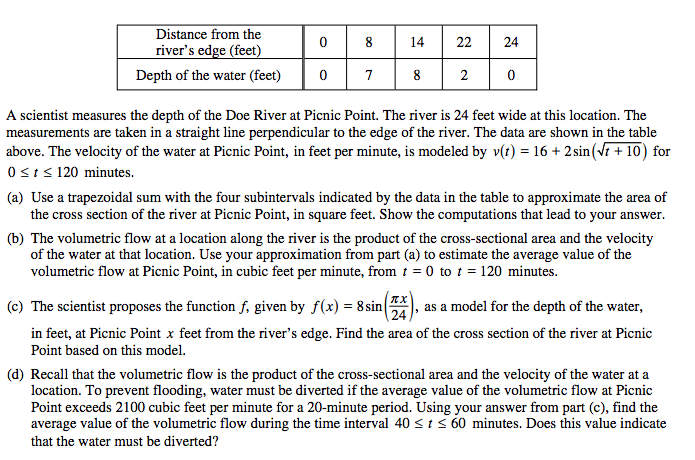 Distance from the river's edge (feet) 0 8 14 22 24
Depth of the water (feet) 0 7 8 2 0
A scientist measures the depth of the Doe River at Picnic Point. The river is 24 feet wide at this location. The
measurements are taken in a straight line perpendicular to the edge of the river. The data are shown in the table
above. The velocity of the water at Picnic Point, in feet per minute, is modeled by v(t) = 16 + 2sin(√t + 10) for
0 ≤ t ≤ 120 minutes.
(a) Use a trapezoidal sum with the four subintervals indicated by the data in the table to approximate the area of
the cross section of the river at Picnic Point, in square feet. Show the computations that lead to your answer.
(b) The volumetric flow at a location along the river is the product of the cross-sectional area and the velocity
of the water at that location. Use your approximation from part (a) to estimate the average value of the
volumetric flow at Picnic Point, in cubic feet per minute, from t = 0 to t = 120 minutes.
(c) The scientist proposes the function f, given by f(x) = 8sin(πx/24), as a model for the depth of the water,
in feet, at Picnic Point x feet from the river's edge. Find the area of the cross section of the river at Picnic
Point based on this model.
(d) Recall that the volumetric flow is the product of the cross-sectional area and the velocity of the water at a
location. To prevent flooding, water must be diverted if the average value of the volumetric flow at Picnic
Point exceeds 2100 cubic feet per minute for a 20-minute period. Using your answer from part (c), find the
average value of the volumetric flow during the time interval 40 ≤ t ≤ 60 minutes. Does this value indicate
that the water must be diverted?